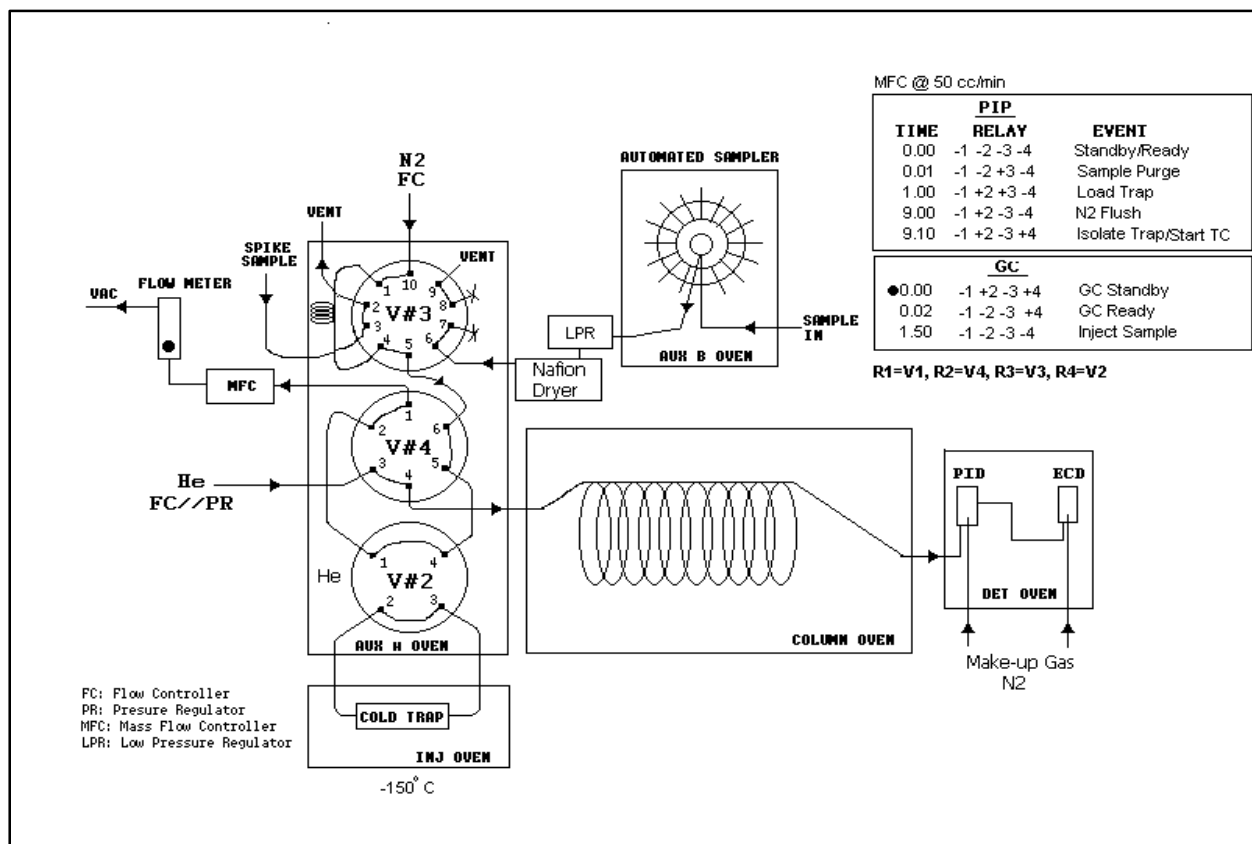 MFC @ 50 cc/min
PIP
TIME RELAY EVENT
0.00 -1 -2 -3 -4 Standby/Ready
0.01 -1 -2 +3 -4 Sample Purge
1.00 -1 +2 +3 -4 Load Trap
9.00 -1 +2 -3 -4 N2 Flush
9.10 -1 +2 -3 +4 Isolate Trap/Start TC
GC
0.00 -1 +2 -3 +4 GC Standby
0.02 -1 -2 -3 +4 GC Ready
1.50 -1 -2 -3 -4 Inject Sample
R1=V1, R2=V4, R3=V3, R4=V2
N2
FC
AUTOMATED SAMPLER
VENT
SPIKE
SAMPLE
VENT
FLOW METER
VAC
1 10 9
2 8
V#3
3 7
4 5 6
LPR
SAMPLE
IN
AUX B OVEN
Nafion
Dryer
MFC
1
2 6
V#4
3 5
4
He
FC//PR
PID
ECD
DET OVEN
1 4
He
V#2
2 3
AUX A OVEN
COLUMN OVEN
Make-up Gas
N2
FC: Flow Controller
PR: Presure Regulator
MFC: Mass Flow Controller
LPR: Low Pressure Regulator
COLD TRAP
INJ OVEN
-150° C